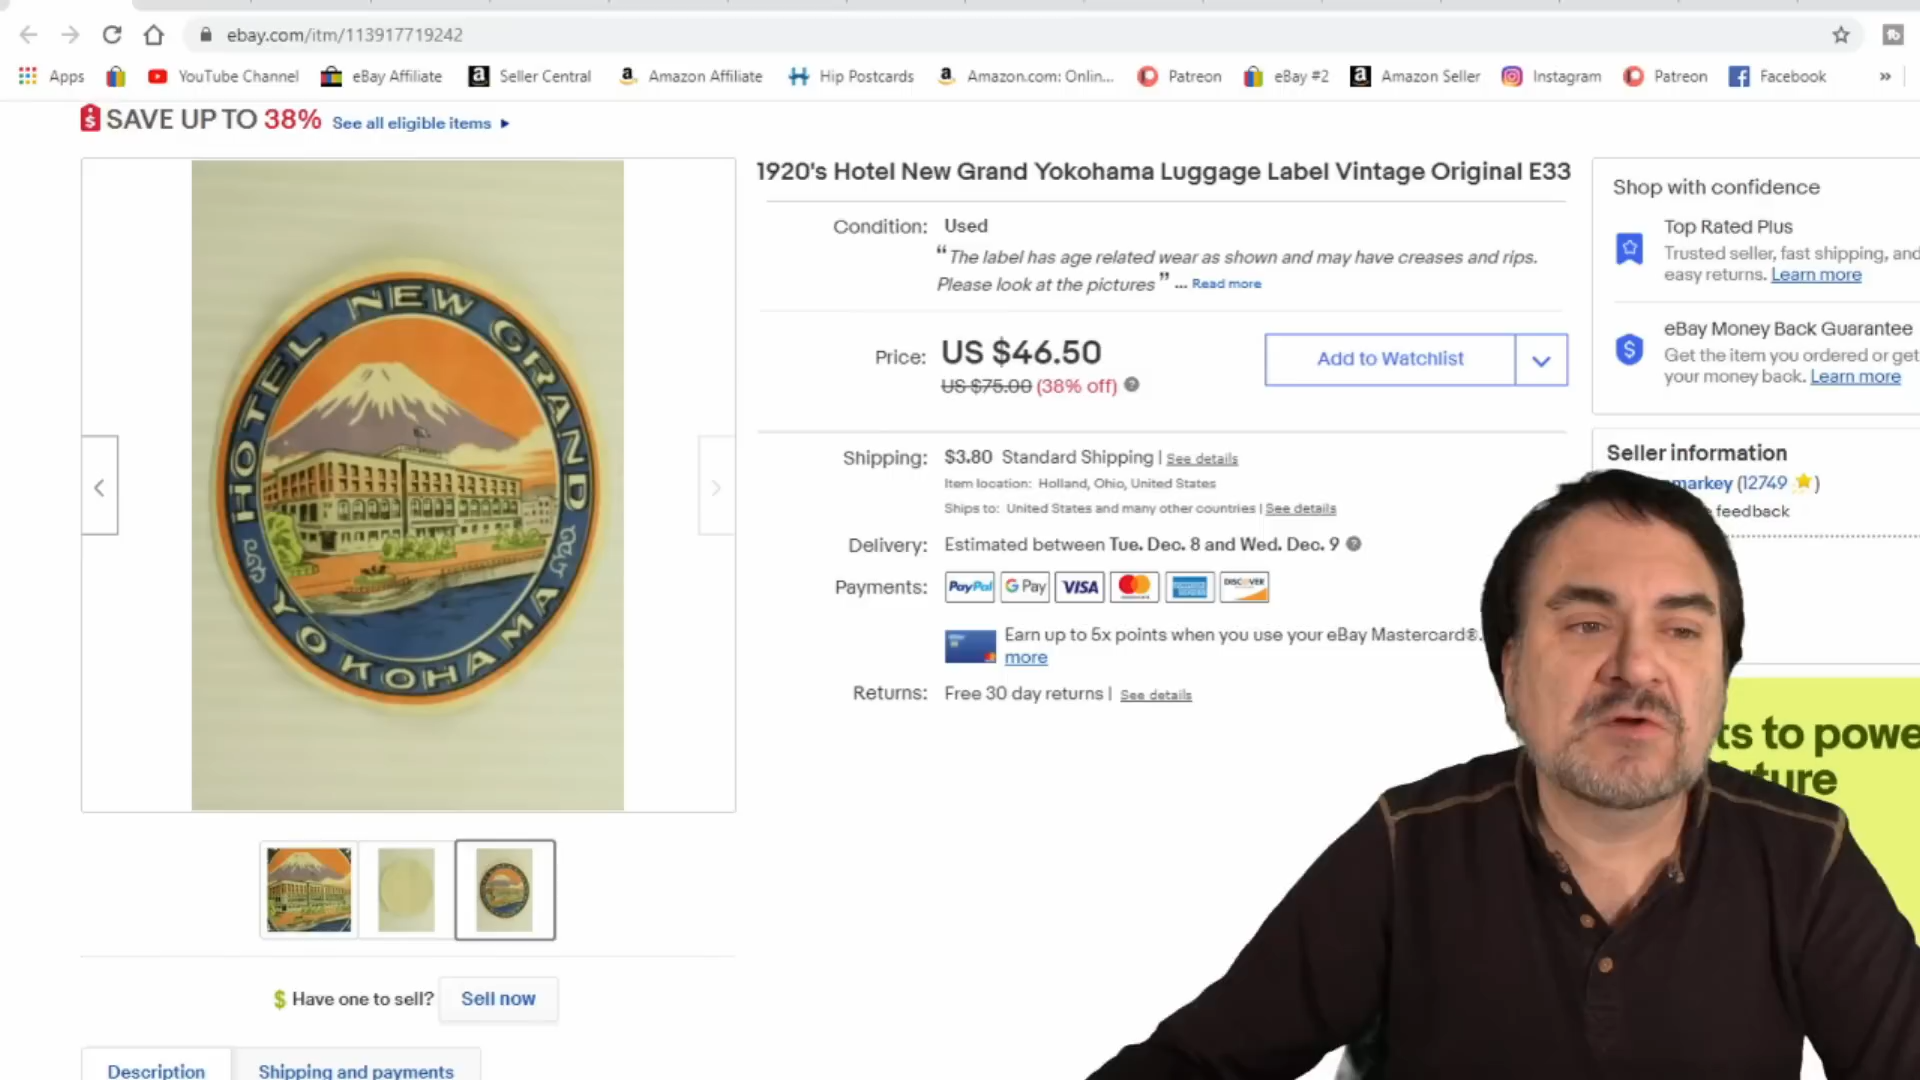 ebay.com/itm/113917719242
Apps YouTube Channel eBay Affiliate Seller Central Amazon Affiliate Hip Postcards Amazon.com: Onlin... Patreon eBay #2 Amazon Seller Instagram Patreon Facebook »
SAVE UP TO 38% See all eligible items
HOTEL NEW GRAND
YOKOHAMA
Have one to sell? Sell now
Description Shipping and payments
1920's Hotel New Grand Yokohama Luggage Label Vintage Original E33
Condition: Used
“The label has age related wear as shown and may have creases and rips.
Please look at the pictures” ... Read more
Price: US $46.50
US $75.00 (38% off)
Add to Watchlist
Shipping: $3.80 Standard Shipping | See details
Item location: Holland, Ohio, United States
Ships to: United States and many other countries | See details
Delivery: Estimated between Tue. Dec. 8 and Wed. Dec. 9
Payments: PayPal G Pay VISA DISCOVER
Earn up to 5x points when you use your eBay Mastercard®.
more
Returns: Free 30 day returns | See details
Shop with confidence
Top Rated Plus
Trusted seller, fast shipping, and
easy returns. Learn more
eBay Money Back Guarantee
Get the item you ordered or get
your money back. Learn more
Seller information
markey (12749)
feedback
ts to powe